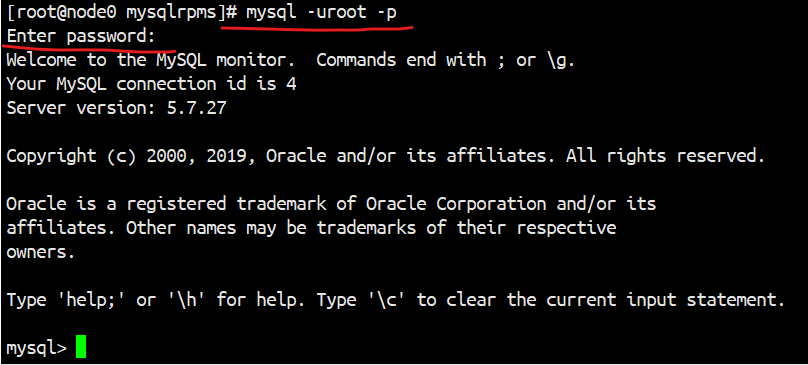 [root@node0 mysqlrpms]# mysql -uroot -p
Enter password:
Welcome to the MySQL monitor.  Commands end with ; or \g.
Your MySQL connection id is 4
Server version: 5.7.27
Copyright (c) 2000, 2019, Oracle and/or its affiliates. All rights reserved.
Oracle is a registered trademark of Oracle Corporation and/or its
affiliates. Other names may be trademarks of their respective
owners.
Type 'help;' or '\h' for help. Type '\c' to clear the current input statement.
mysql>